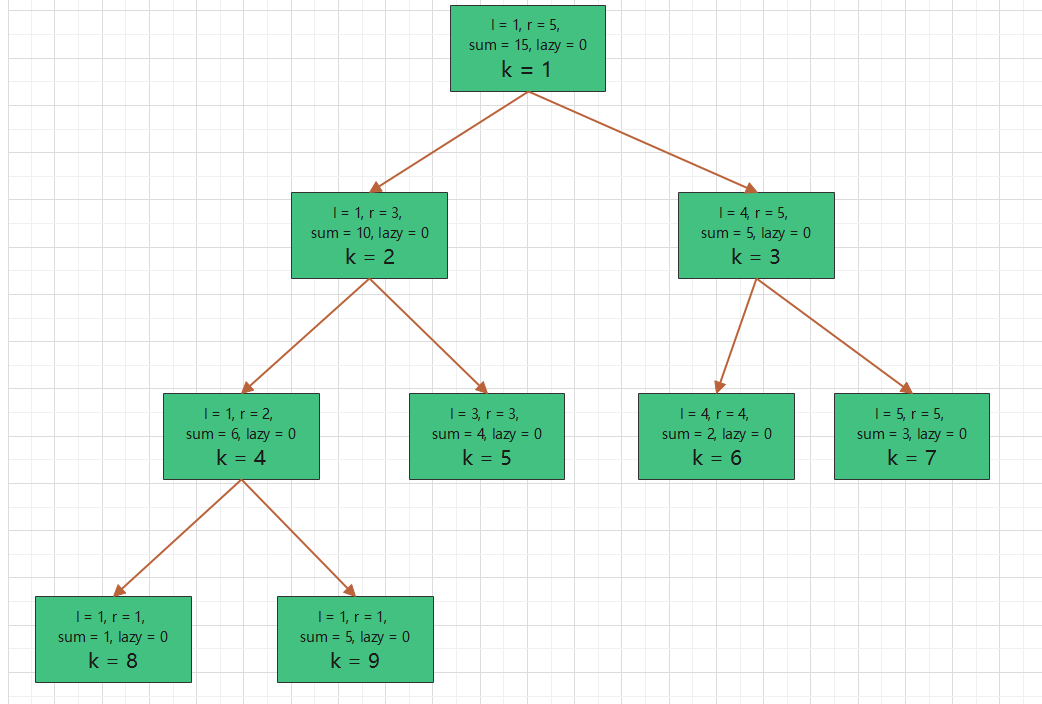 l = 1, r = 5,
sum = 15, lazy = 0
k = 1
l = 1, r = 3,
sum = 10, lazy = 0
k = 2
l = 4, r = 5,
sum = 5, lazy = 0
k = 3
l = 1, r = 2,
sum = 6, lazy = 0
k = 4
l = 3, r = 3,
sum = 4, lazy = 0
k = 5
l = 4, r = 4,
sum = 2, lazy = 0
k = 6
l = 5, r = 5,
sum = 3, lazy = 0
k = 7
l = 1, r = 1,
sum = 1, lazy = 0
k = 8
l = 1, r = 1,
sum = 5, lazy = 0
k = 9